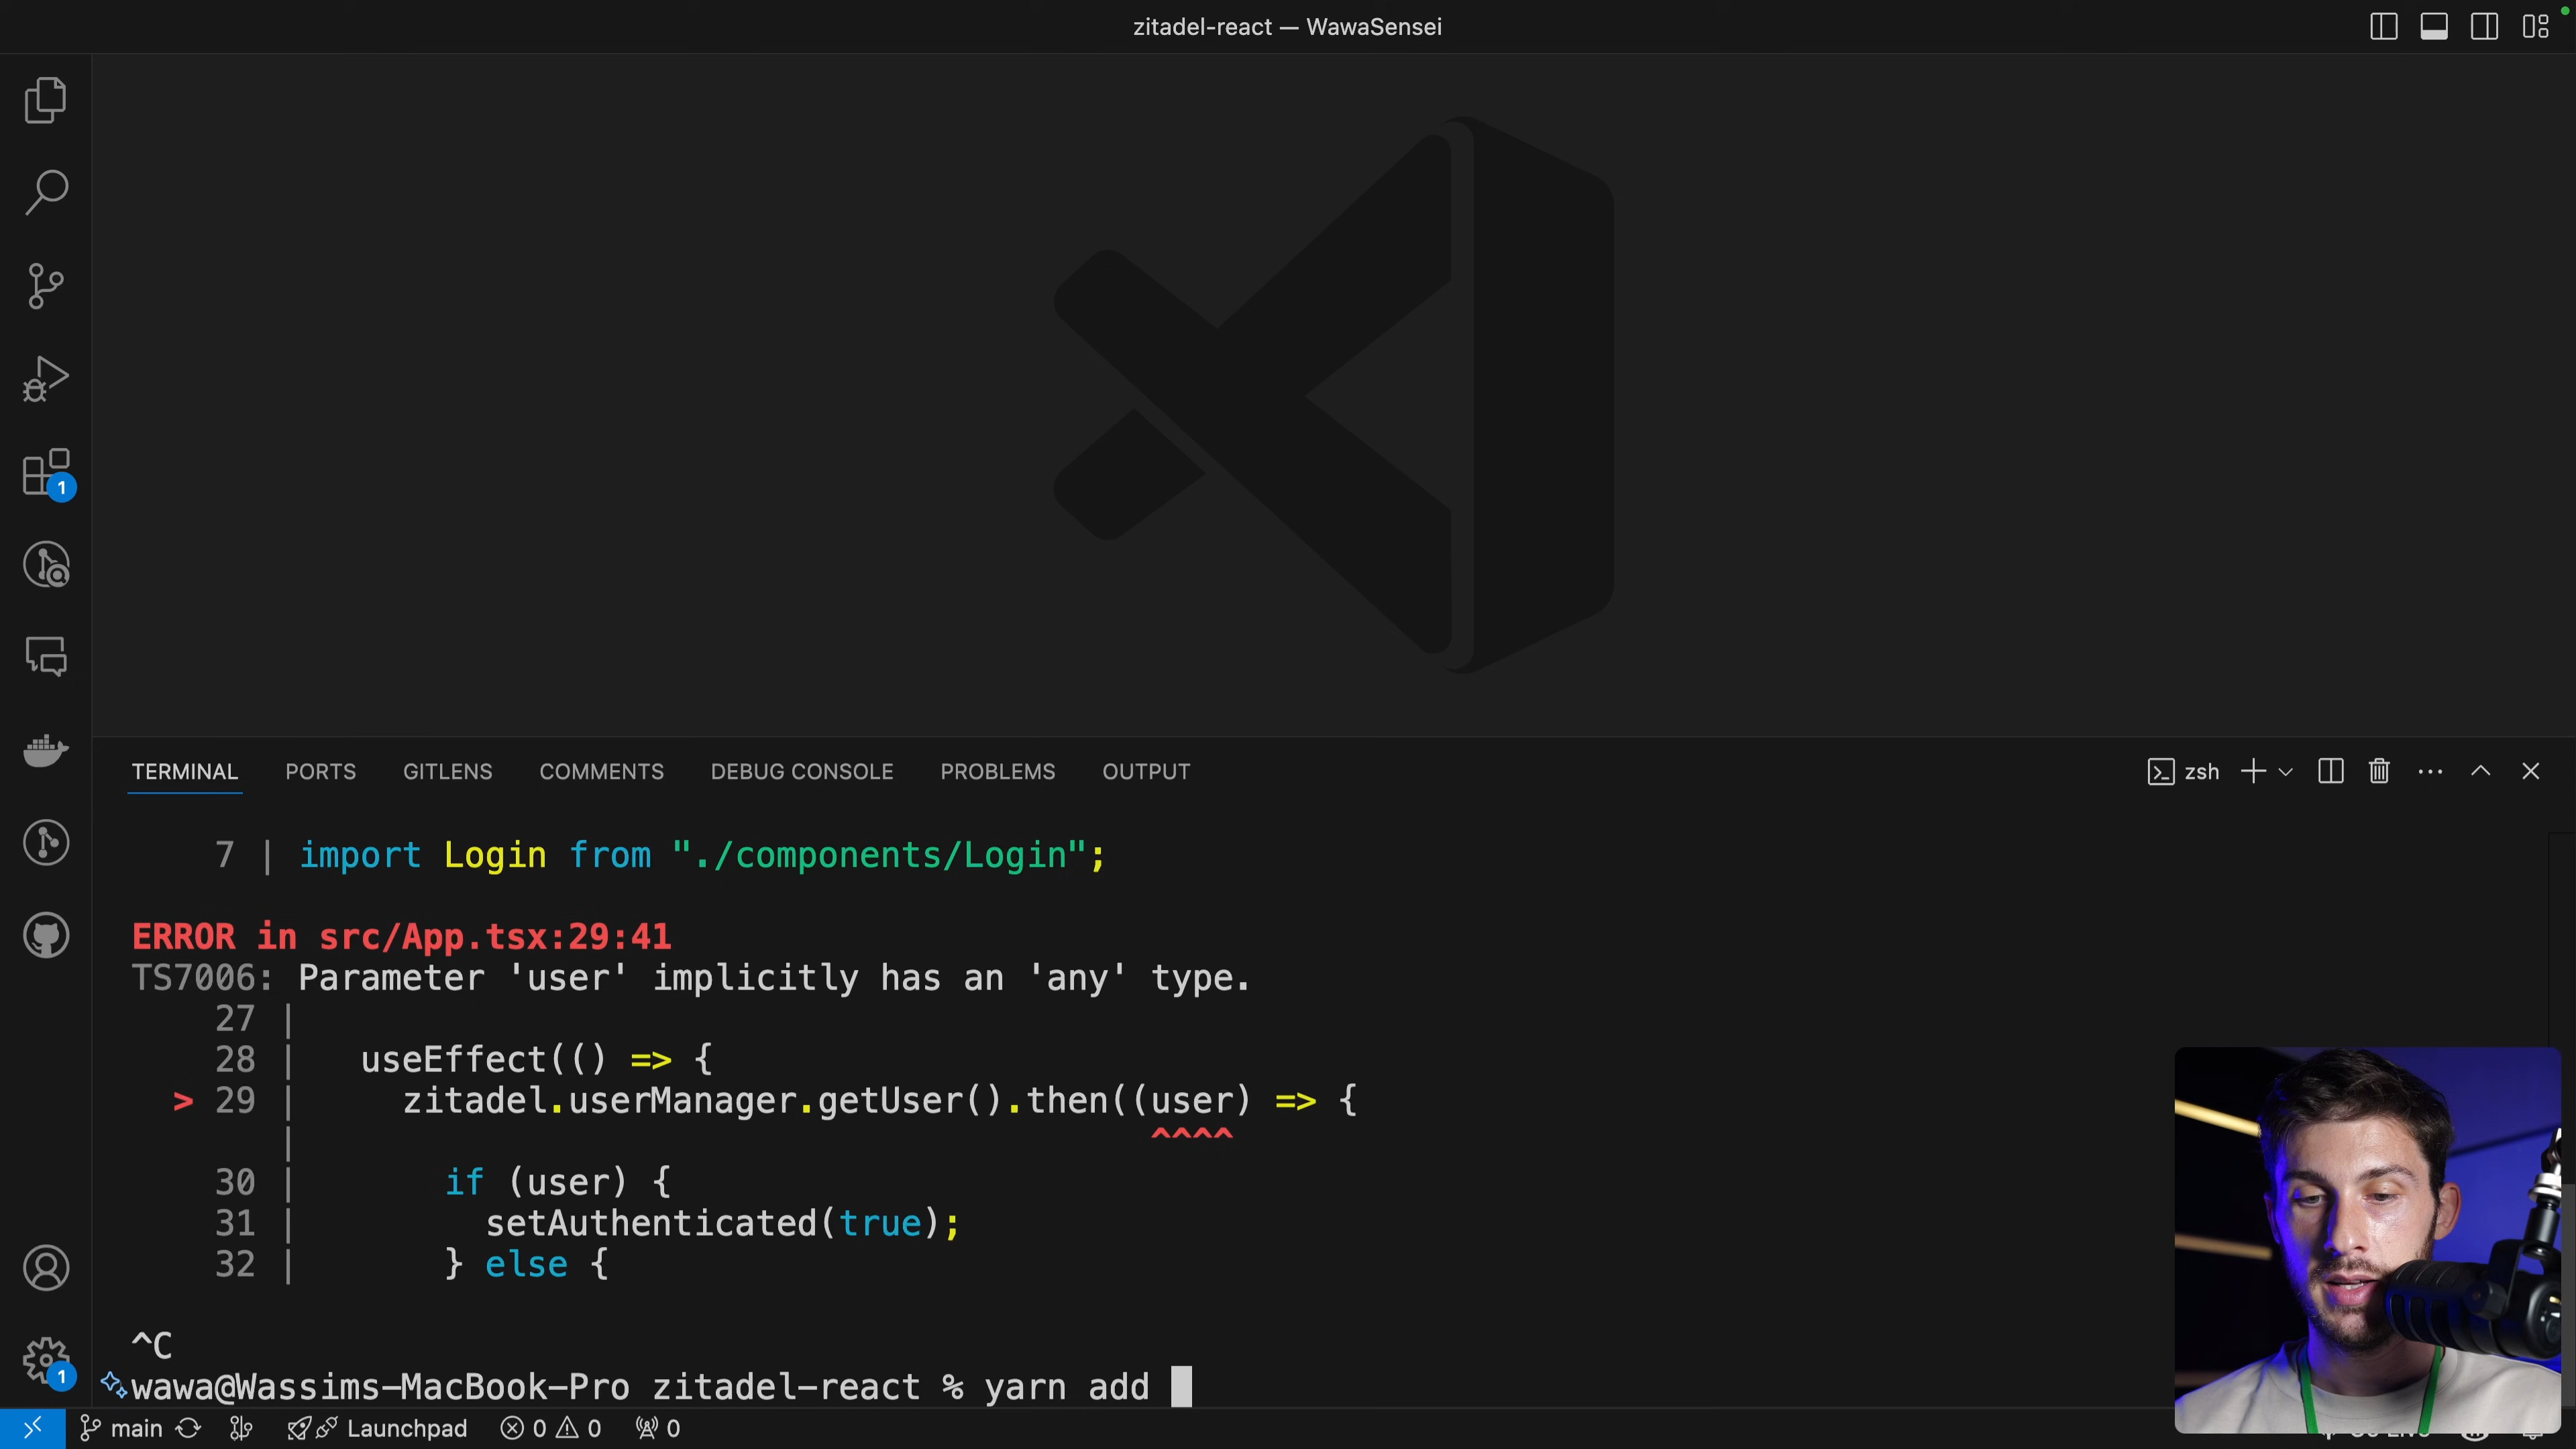 zitadel-react — WawaSensei
1
TERMINAL PORTS GITLENS COMMENTS DEBUG CONSOLE PROBLEMS OUTPUT zsh
7 | import Login from "./components/Login";
ERROR in src/App.tsx:29:41
TS7006: Parameter 'user' implicitly has an 'any' type.
27 |
28 | useEffect(() => {
> 29 | zitadel.userManager.getUser().then((user) => {
| ^^^^
30 | if (user) {
31 | setAuthenticated(true);
32 | } else {
^C
1
wawa@Wassims-MacBook-Pro zitadel-react % yarn add
main Launchpad 0 0 0